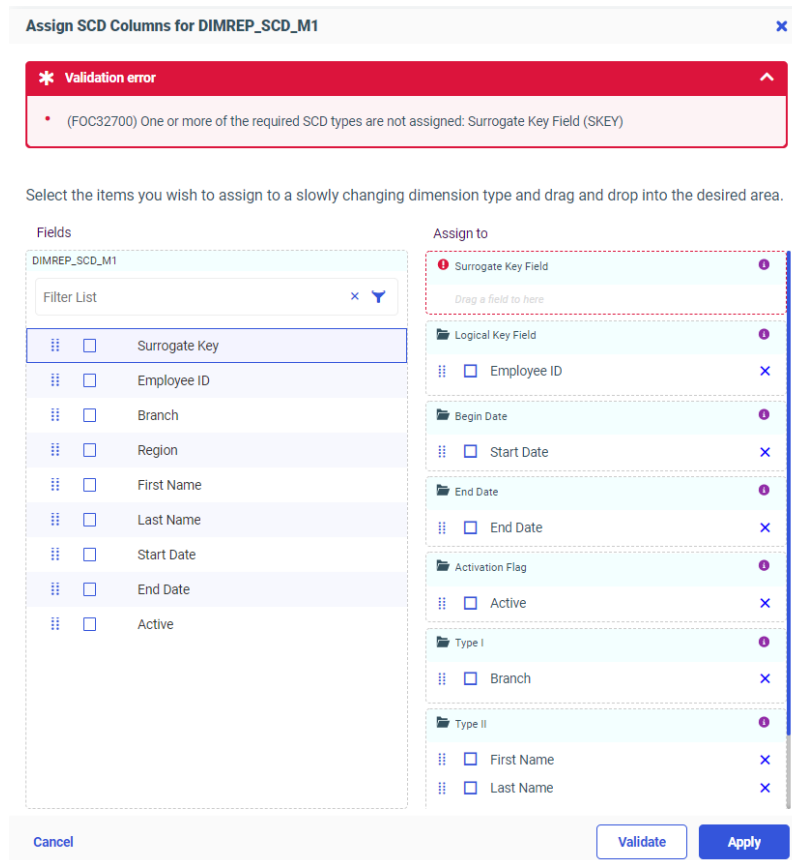 Assign SCD Columns for DIMREP_SCD_M1
Validation error
(FOC32700) One or more of the required SCD types are not assigned: Surrogate Key Field (SKEY)
Select the items you wish to assign to a slowly changing dimension type and drag and drop into the desired area.
Fields
DIMREP_SCD_M1
Filter List
Surrogate Key
Employee ID
Branch
Region
First Name
Last Name
Start Date
End Date
Active
Assign to
Surrogate Key Field
Drag a field to here
Logical Key Field
Employee ID
Begin Date
Start Date
End Date
End Date
Activation Flag
Active
Type I
Branch
Type II
First Name
Last Name
Cancel
Validate
Apply